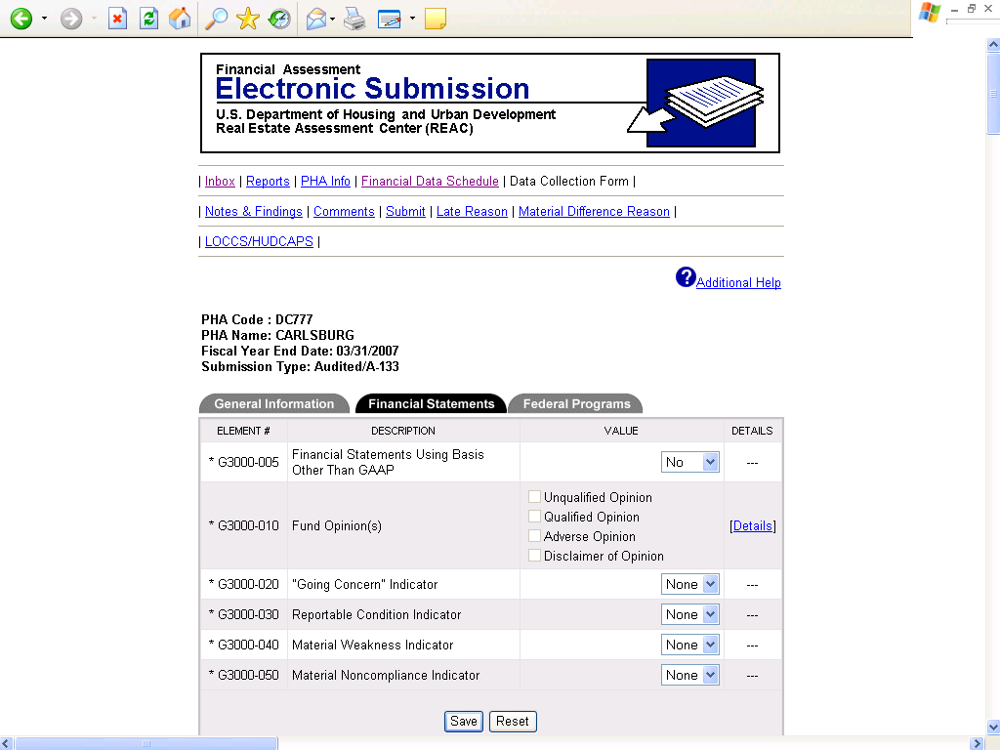 Financial Assessment
Electronic Submission
U.S. Department of Housing and Urban Development
Real Estate Assessment Center (REAC)
| Inbox | Reports | PHA Info | Financial Data Schedule | Data Collection Form |
| Notes & Findings | Comments | Submit | Late Reason | Material Difference Reason |
| LOCCS/HUDCAPS |
? Additional Help
PHA Code : DC777
PHA Name: CARLSBURG
Fiscal Year End Date: 03/31/2007
Submission Type: Audited/A-133
General Information Financial Statements Federal Programs
ELEMENT # DESCRIPTION VALUE DETAILS
* G3000-005 Financial Statements Using Basis Other Than GAAP No ---
* G3000-010 Fund Opinion(s) [Details]
Unqualified Opinion
Qualified Opinion
Adverse Opinion
Disclaimer of Opinion
* G3000-020 "Going Concern" Indicator None ---
* G3000-030 Reportable Condition Indicator None ---
* G3000-040 Material Weakness Indicator None ---
* G3000-050 Material Noncompliance Indicator None ---
Save Reset